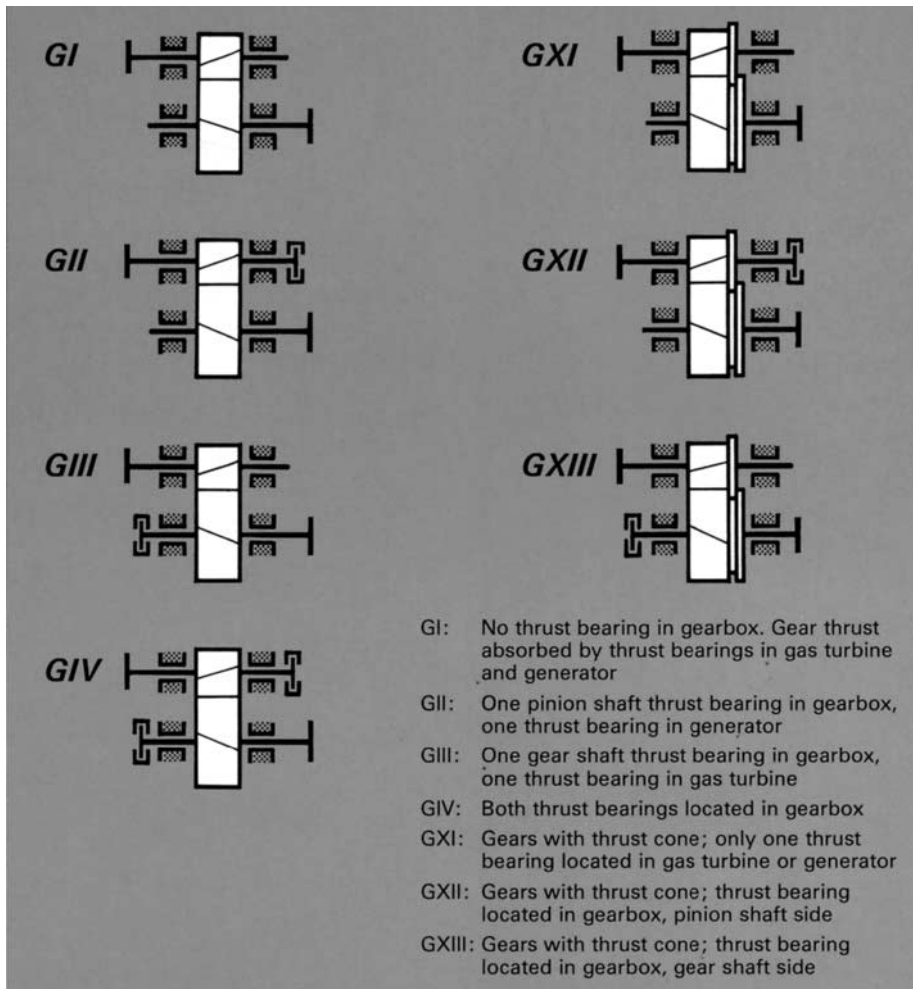 GI
GXI
GII
GXII
GIII
GXIII
GIV
GI: No thrust bearing in gearbox. Gear thrust
absorbed by thrust bearings in gas turbine
and generator
GII: One pinion shaft thrust bearing in gearbox,
one thrust bearing in generator
GIII: One gear shaft thrust bearing in gearbox,
one thrust bearing in gas turbine
GIV: Both thrust bearings located in gearbox
GXI: Gears with thrust cone; only one thrust
bearing located in gas turbine or generator
GXII: Gears with thrust cone; thrust bearing
located in gearbox, pinion shaft side
GXIII: Gears with thrust cone; thrust bearing
located in gearbox, gear shaft side